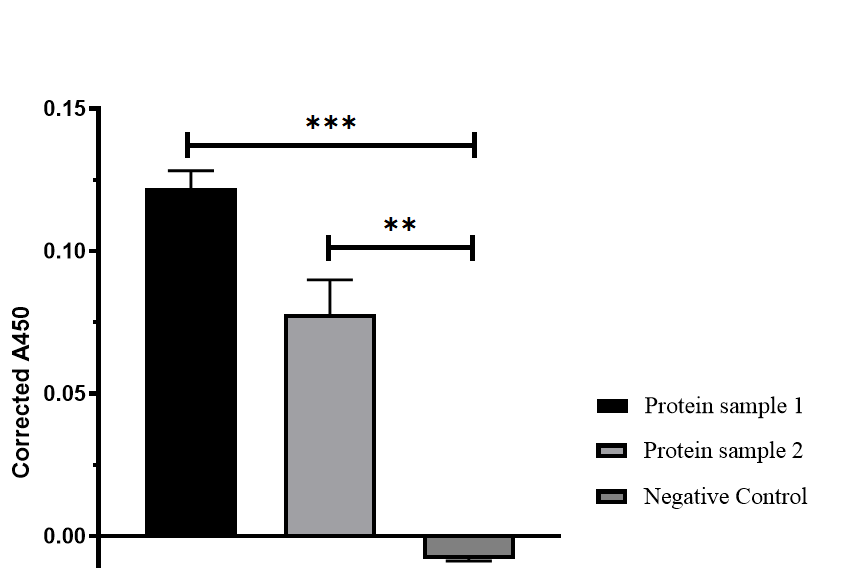 0.15
***
**
0.10
Corrected A450
0.05
Protein sample 1
Protein sample 2
Negative Control
0.00